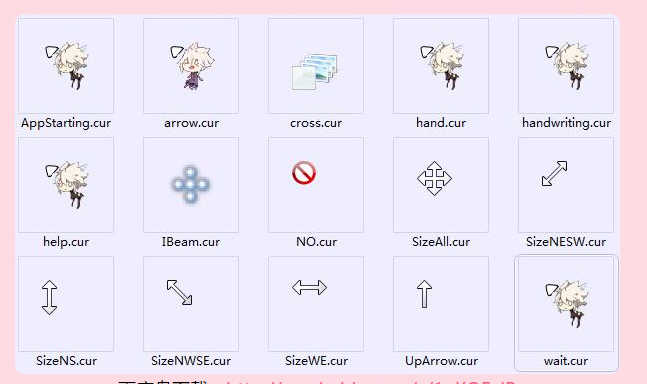 AppStarting.cur arrow.cur cross.cur hand.cur handwriting.cur
help.cur IBeam.cur NO.cur SizeAll.cur SizeNESW.cur
SizeNS.cur SizeNWSE.cur SizeWE.cur UpArrow.cur wait.cur